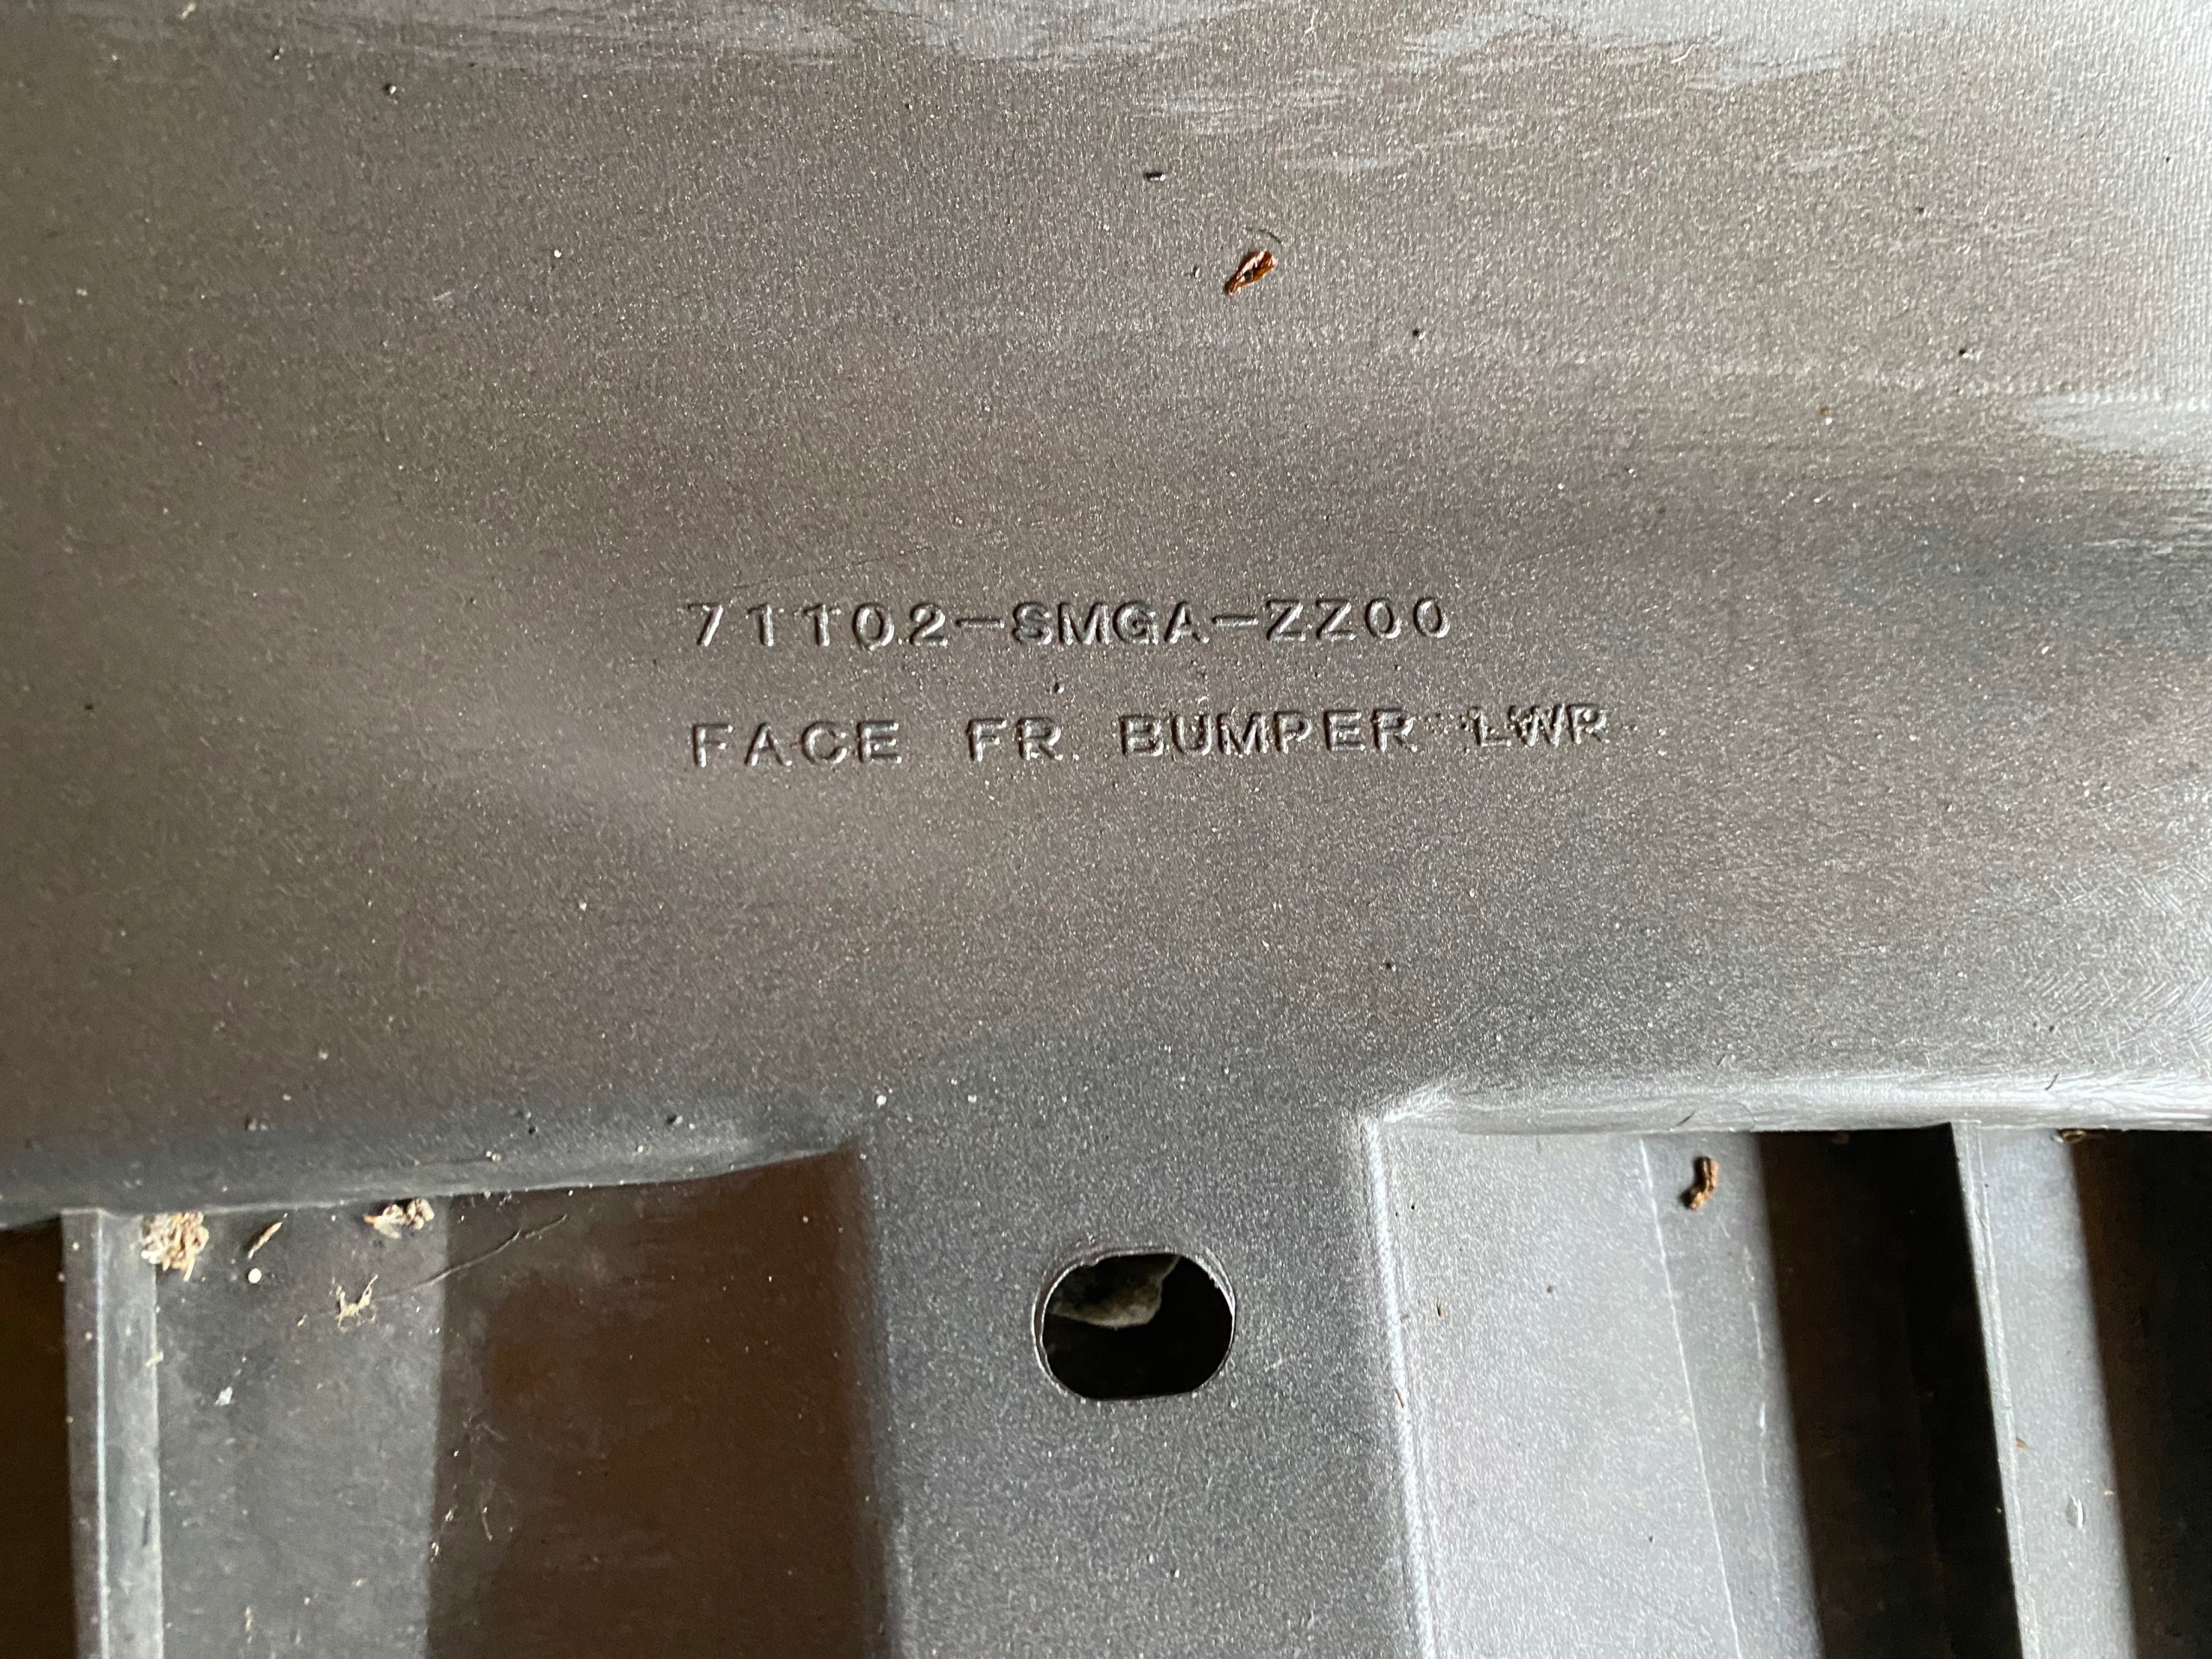 71102-SMGA-ZZ00
FACE FR BUMPER LWR